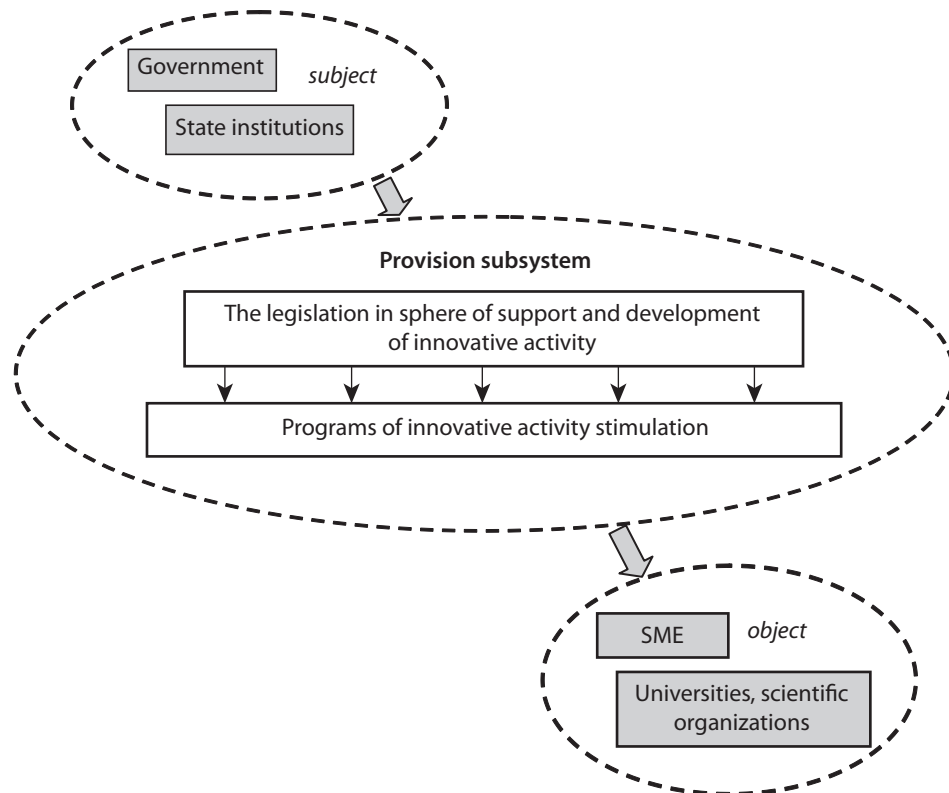 Government
subject
State institutions
Provision subsystem
The legislation in sphere of support and development
of innovative activity
Programs of innovative activity stimulation
SME
object
Universities, scientific
organizations